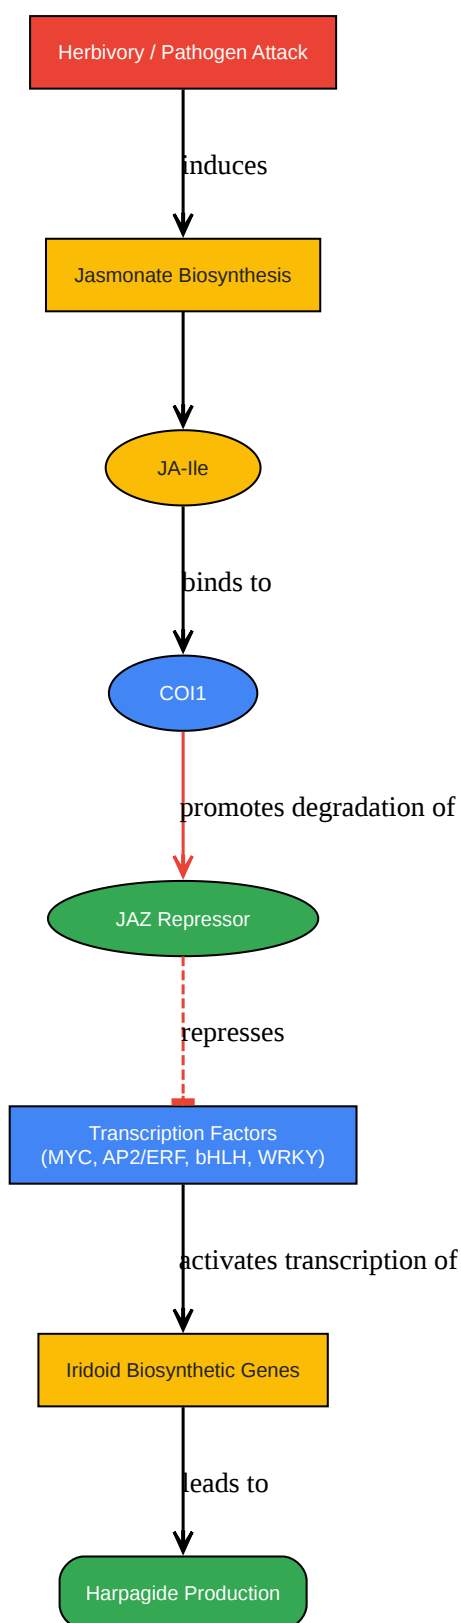 Herbivory / Pathogen Attack
induces
Jasmonate Biosynthesis
JA-Ile
binds to
COI1
promotes degradation of
JAZ Repressor
represses
Transcription Factors
(MYC, AP2/ERF, bHLH, WRKY)
activates transcription of
Iridoid Biosynthetic Genes
leads to
Harpagide Production